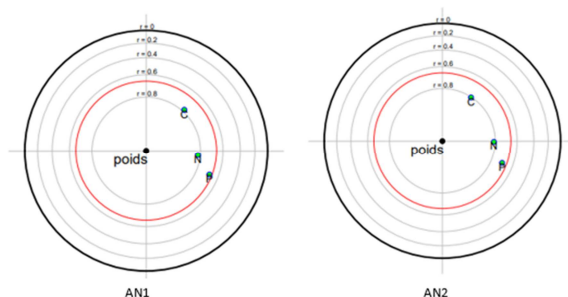 r = 0
r = 0.2
r = 0.4
r = 0.6
r = 0.8
C
poids
N
P
AN1
r = 0
r = 0.2
r = 0.4
r = 0.6
r = 0.8
C
poids
N
P
AN2